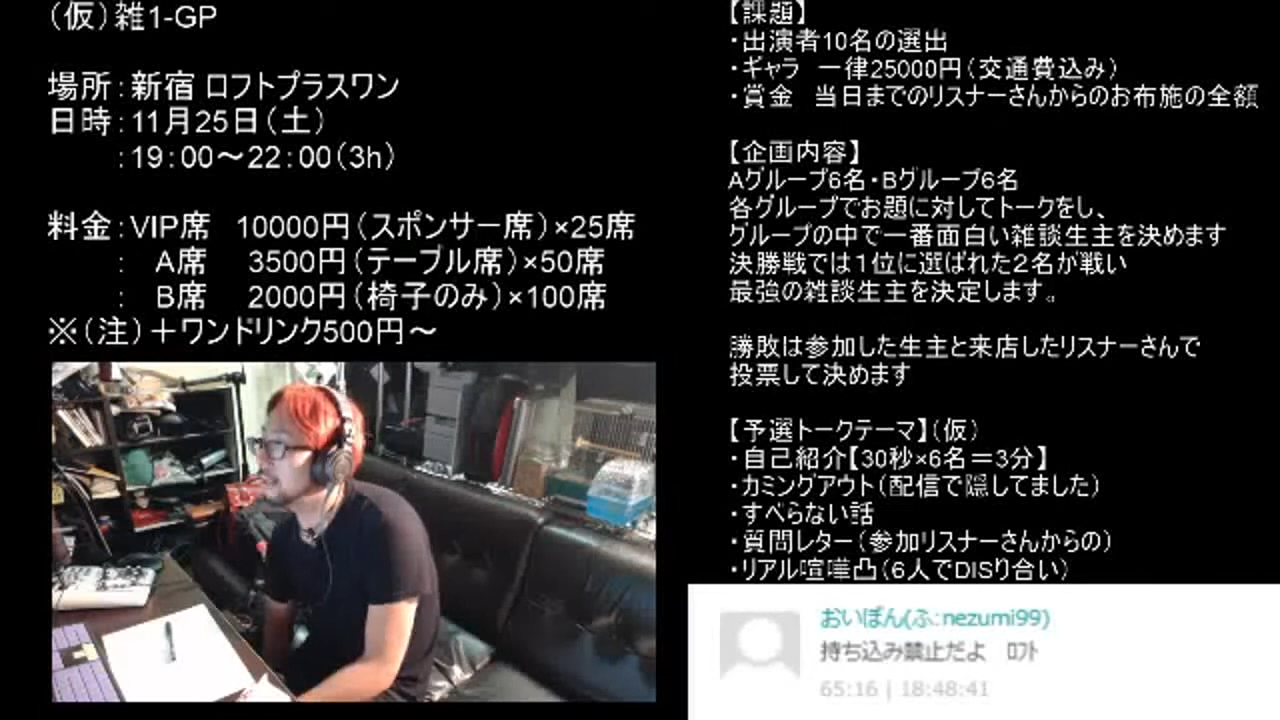 （仮）雑1-GP
場所：新宿 ロフトプラスワン
日時：11月25日（土）
：19：00～22：00（3h）
料金：VIP席 10000円（スポンサー席）×25席
： A席 3500円（テーブル席）×50席
： B席 2000円（椅子のみ）×100席
※（注）＋ワンドリンク500円～
【課題】
・出演者10名の選出
・ギャラ 一律25000円（交通費込み）
・賞金 当日までのリスナーさんからのお布施の全額
【企画内容】
Aグループ6名・Bグループ6名
各グループでお題に対してトークをし、
グループの中で一番面白い雑談生主を決めます
決勝戦では１位に選ばれた２名が戦い
最強の雑談生主を決定します。
勝敗は参加した生主と来店したリスナーさんで
投票して決めます
【予選トークテーマ】（仮）
・自己紹介【30秒×6名＝3分】
・カミングアウト（配信で隠してました）
・すべらない話
・質問レター（参加リスナーさんからの）
・リアル喧嘩凸（6人でDISり合い）
おいぽん(ふ:nezumi99)
持ち込み禁止だよ ﾛﾌﾄ
65:16 | 18:48:41